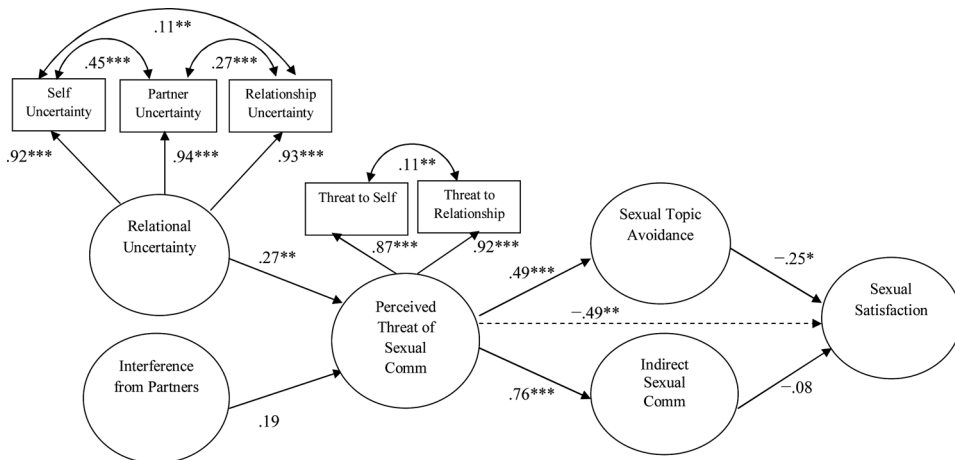 .11**
.45***
.27***
Self
Uncertainty
Partner
Uncertainty
Relationship
Uncertainty
.92***
.94***
.93***
.11**
Threat to Self
Threat to
Relationship
.87***
.92***
Relational
Uncertainty
.27**
Sexual Topic
Avoidance
.49***
−.25*
Perceived
Threat of
Sexual
Comm
−.49**
Sexual
Satisfaction
Interference
from Partners
.19
.76***
Indirect
Sexual
Comm
−.08